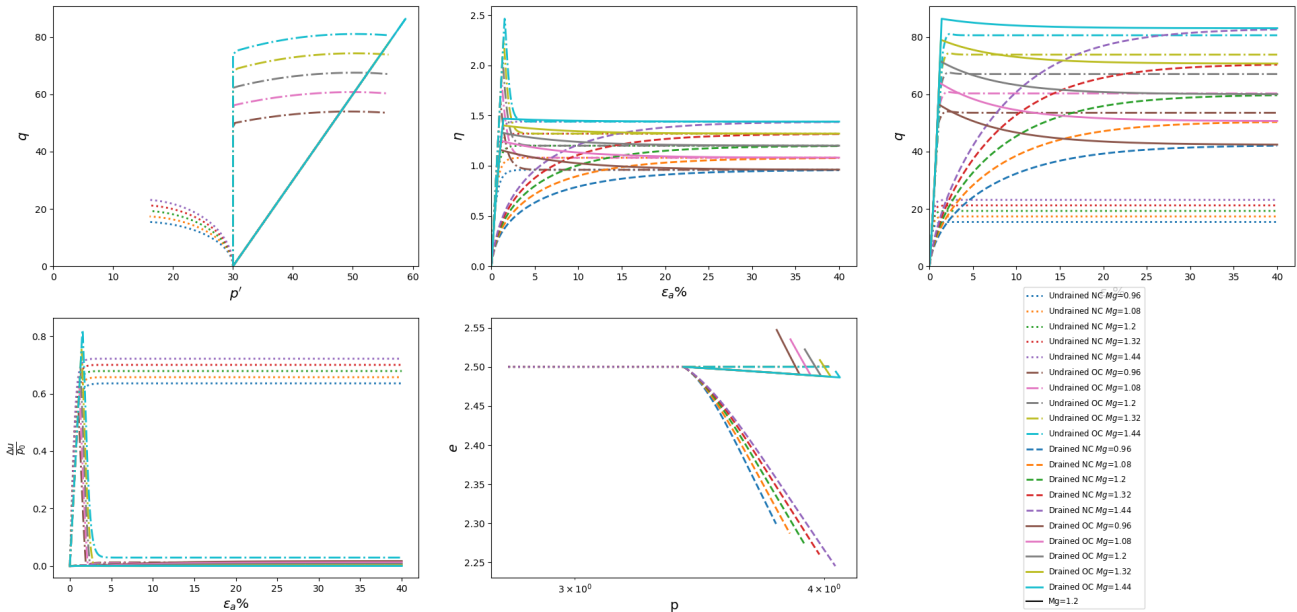 80
60
40
20
0
q
0
10
20
30
40
50
60
p′
2.5
2.0
1.5
1.0
0.5
0.0
η
0
5
10
15
20
25
30
35
40
εₐ%
80
60
40
20
0
q
0
5
10
15
20
25
30
35
40
0.8
0.6
0.4
0.2
0.0
Δu
p₀
0
5
10
15
20
25
30
35
40
εₐ%
2.55
2.50
2.45
2.40
2.35
2.30
2.25
e
3 × 10⁰
4 × 10⁰
p
Undrained NC Mg=0.96
Undrained NC Mg=1.08
Undrained NC Mg=1.2
Undrained NC Mg=1.32
Undrained NC Mg=1.44
Undrained OC Mg=0.96
Undrained OC Mg=1.08
Undrained OC Mg=1.2
Undrained OC Mg=1.32
Undrained OC Mg=1.44
Drained NC Mg=0.96
Drained NC Mg=1.08
Drained NC Mg=1.2
Drained NC Mg=1.32
Drained NC Mg=1.44
Drained OC Mg=0.96
Drained OC Mg=1.08
Drained OC Mg=1.2
Drained OC Mg=1.32
Drained OC Mg=1.44
Mg=1.2